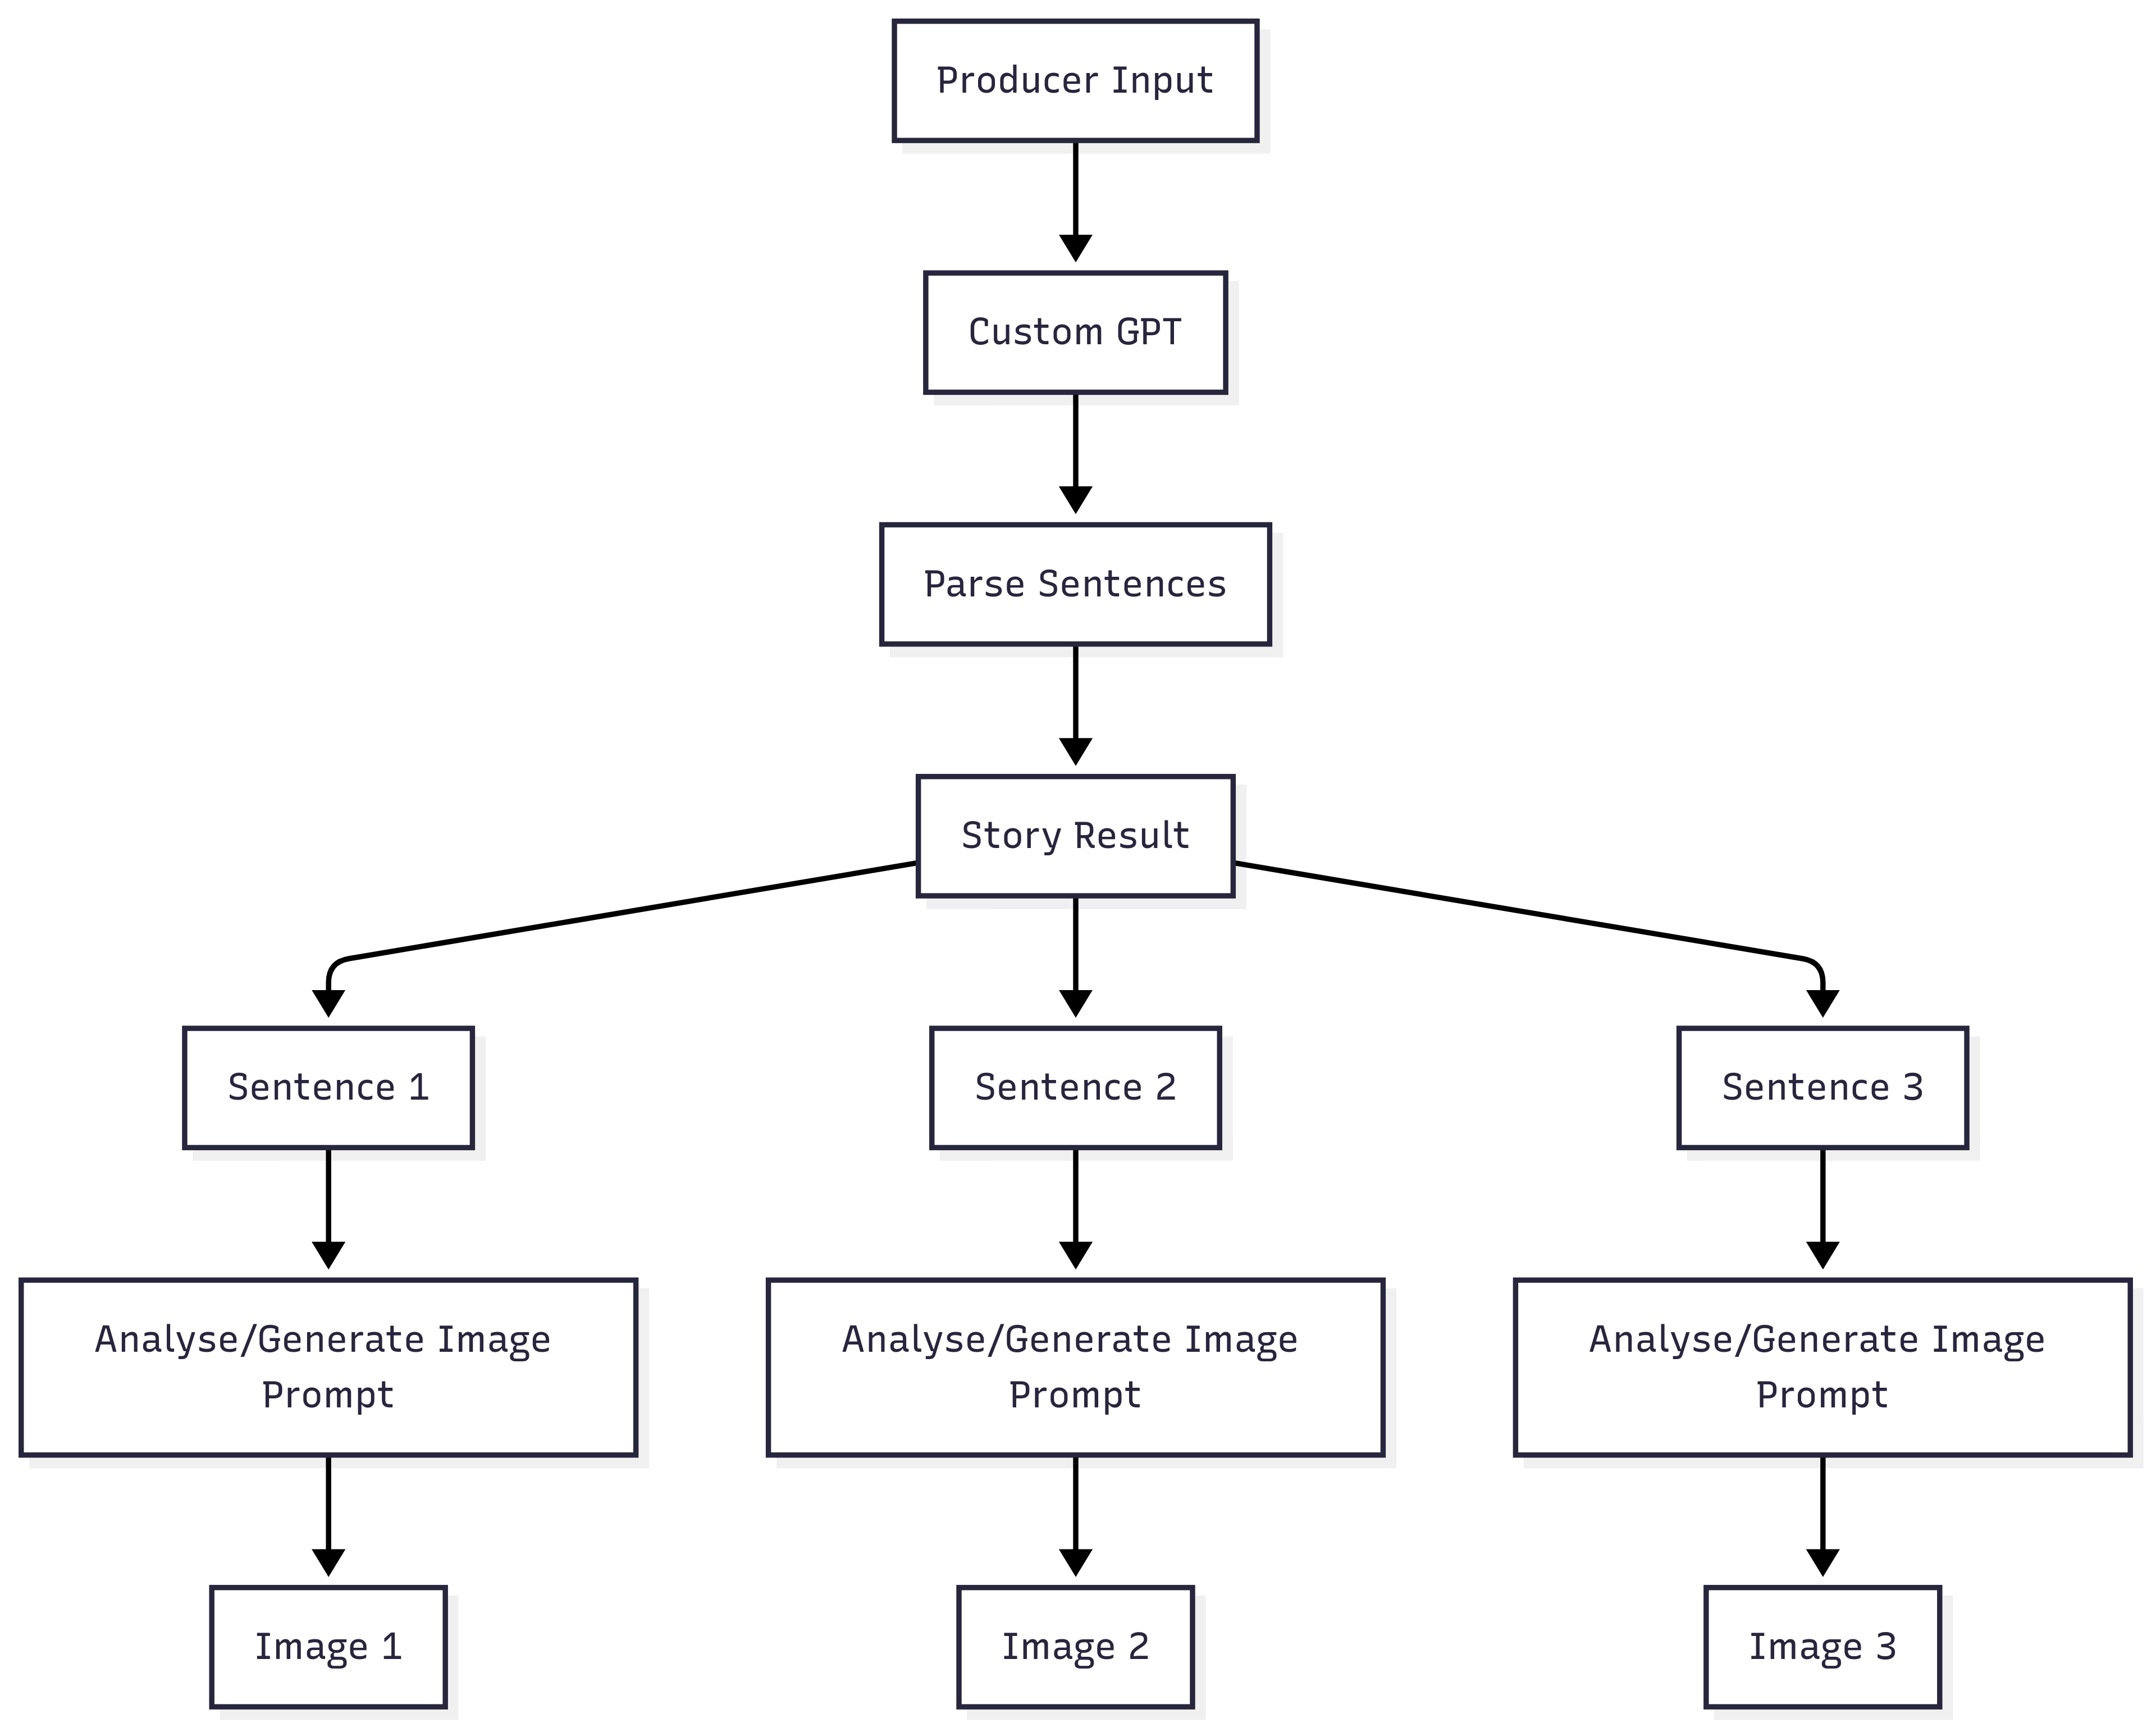 Producer Input
Custom GPT
Parse Sentences
Story Result
Sentence 1
Sentence 2
Sentence 3
Analyse/Generate Image
Prompt
Analyse/Generate Image
Prompt
Analyse/Generate Image
Prompt
Image 1
Image 2
Image 3